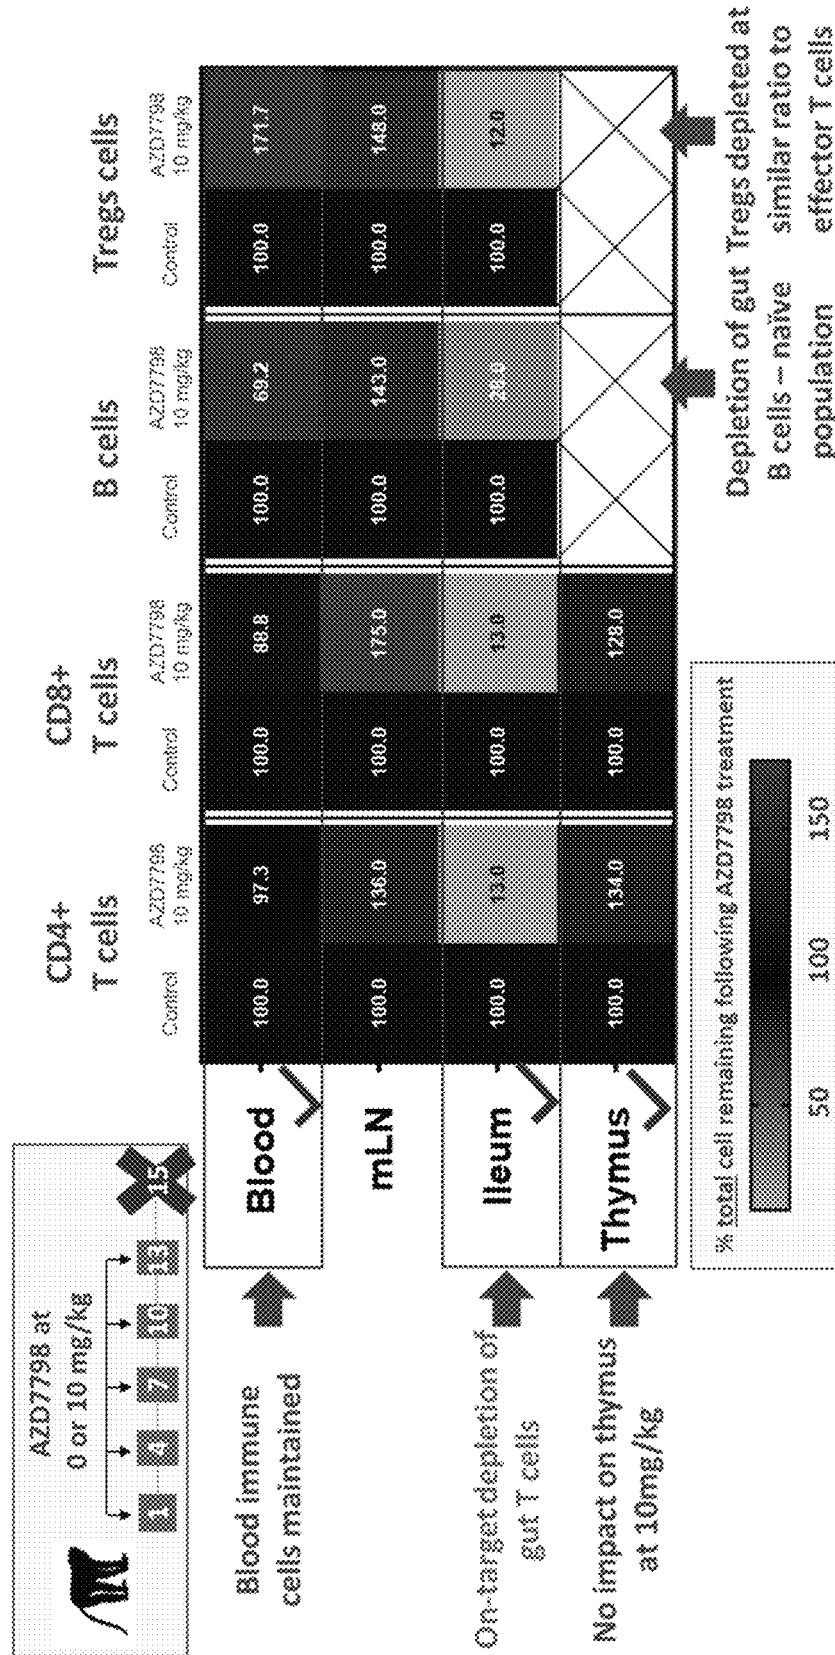 AZD7798 at
0 or 10 mg/kg
1 4 7 10 13 15
CD4+
T cells
CD8+
T cells
B cells
Tregs cells
Control
AZD7798
10 mg/kg
Control
AZD7798
10 mg/kg
Control
AZD7798
10 mg/kg
Control
AZD7798
10 mg/kg
Blood immune
cells maintained
Blood
100.0 97.3 100.0 88.8 100.0 69.2 100.0 171.7
mLN
100.0 136.0 100.0 175.0 100.0 143.0 100.0 148.0
On-target depletion of
gut T cells
Ileum
100.0 13.0 100.0 13.0 100.0 100.0 12.0
No impact on thymus
at 10mg/kg
Thymus
100.0 134.0 100.0 128.0
% total cell remaining following AZD7798 treatment
50 100 150
Depletion of gut
B cells – naïve
population
Tregs depleted at
similar ratio to
effector T cells